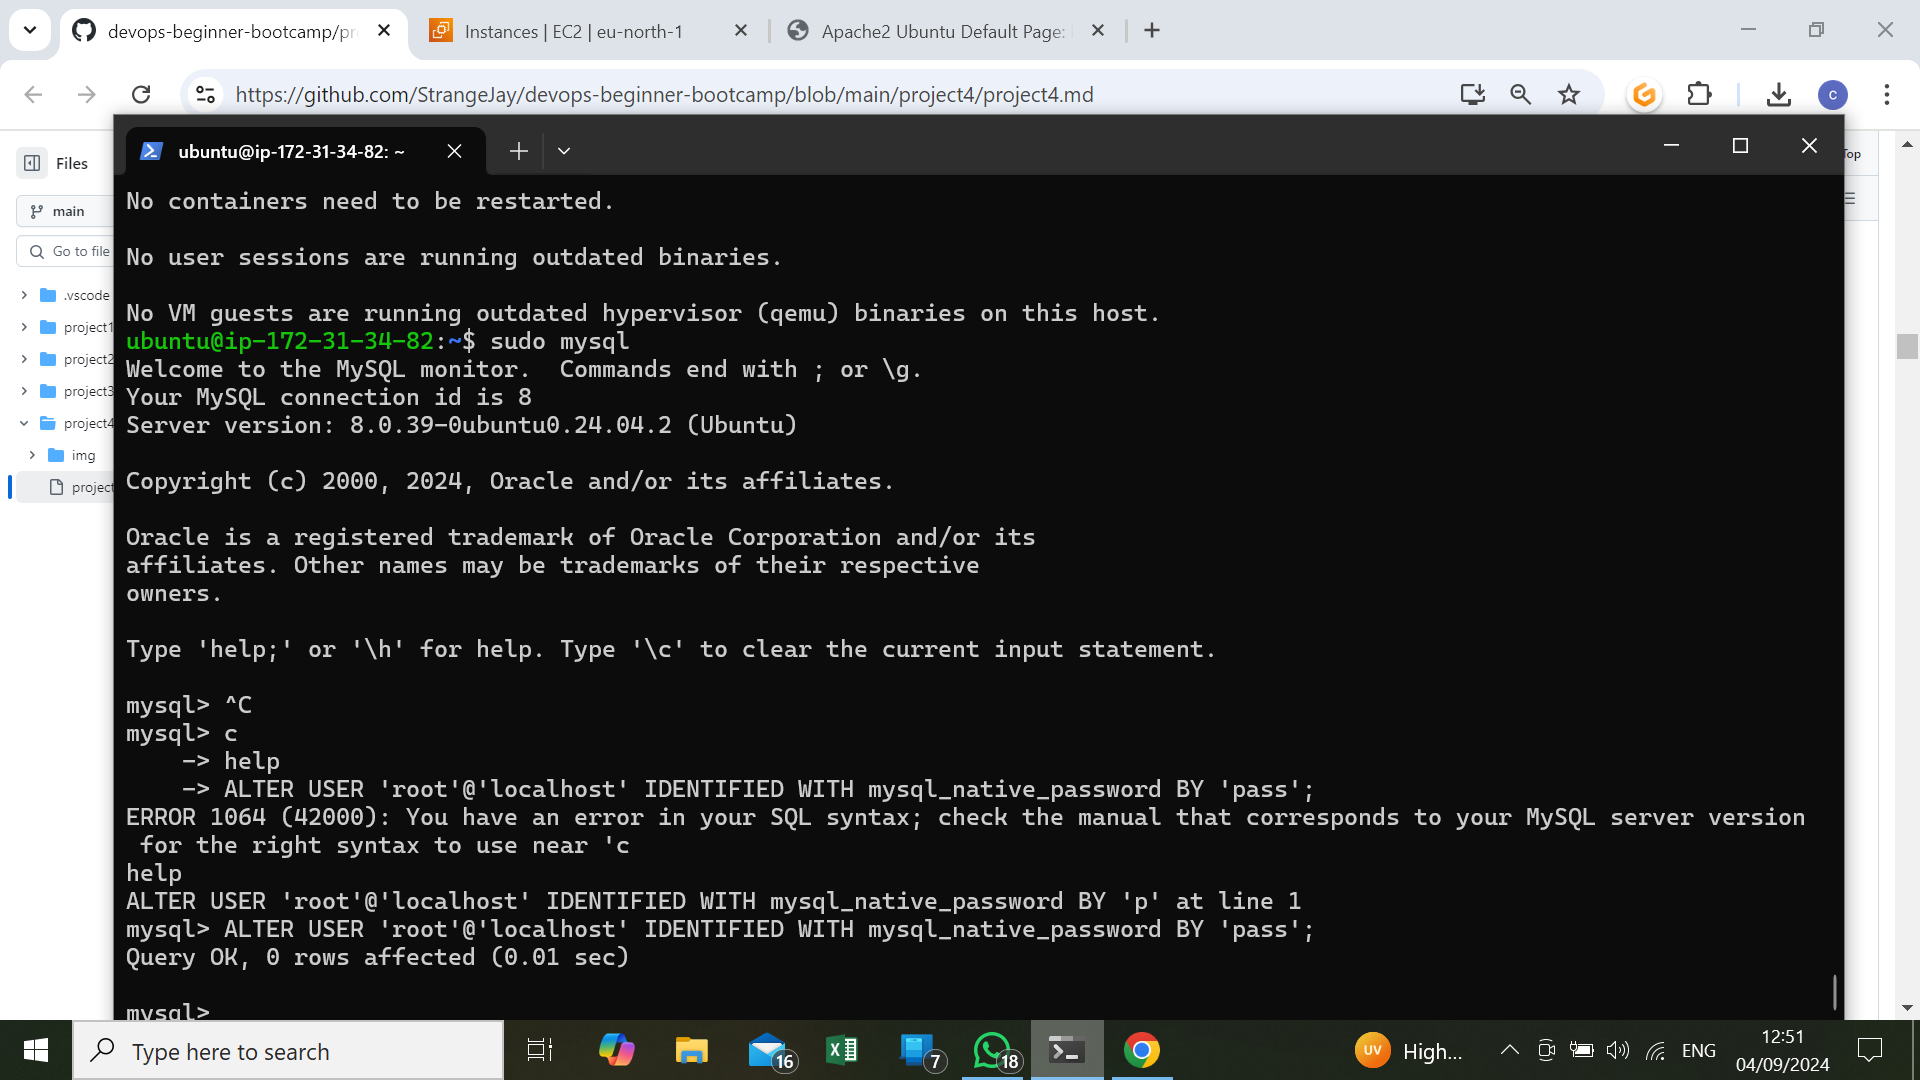 devops-beginner-bootcamp/pr
Instances | EC2 | eu-north-1
Apache2 Ubuntu Default Page:
https://github.com/StrangeJay/devops-beginner-bootcamp/blob/main/project4/project4.md
c
ubuntu@ip-172-31-34-82: ~
Top
Files
main
Go to file
.vscode
project1
project2
project3
project4
img
project
No containers need to be restarted.
No user sessions are running outdated binaries.
No VM guests are running outdated hypervisor (qemu) binaries on this host.
ubuntu@ip-172-31-34-82:~$ sudo mysql
Welcome to the MySQL monitor.  Commands end with ; or \g.
Your MySQL connection id is 8
Server version: 8.0.39-0ubuntu0.24.04.2 (Ubuntu)
Copyright (c) 2000, 2024, Oracle and/or its affiliates.
Oracle is a registered trademark of Oracle Corporation and/or its
affiliates. Other names may be trademarks of their respective
owners.
Type 'help;' or '\h' for help. Type '\c' to clear the current input statement.
mysql> ^C
mysql> c
    -> help
    -> ALTER USER 'root'@'localhost' IDENTIFIED WITH mysql_native_password BY 'pass';
ERROR 1064 (42000): You have an error in your SQL syntax; check the manual that corresponds to your MySQL server version
 for the right syntax to use near 'c
help
ALTER USER 'root'@'localhost' IDENTIFIED WITH mysql_native_password BY 'p' at line 1
mysql> ALTER USER 'root'@'localhost' IDENTIFIED WITH mysql_native_password BY 'pass';
Query OK, 0 rows affected (0.01 sec)
mysql>
Type here to search
16
7
18
UV
High...
ENG
12:51
04/09/2024